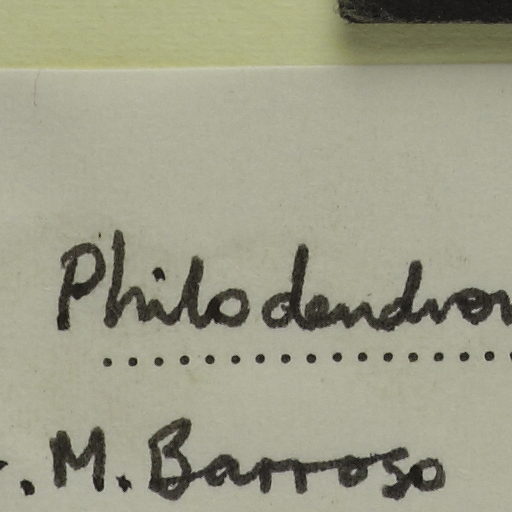 Philodendron
. M. Barroso